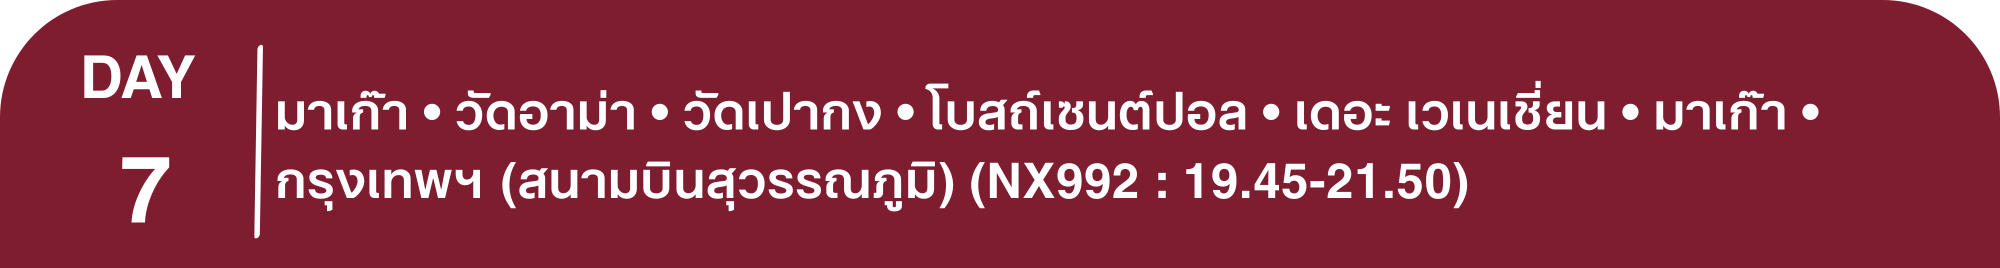 DAY
7
มาเก๊า • วัดอาม่า • วัดเปากง • โบสถ์เซนต์ปอล • เดอะ เวเนเชี่ยน • มาเก๊า •
กรุงเทพฯ (สนามบินสุวรรณภูมิ) (NX992 : 19.45-21.50)